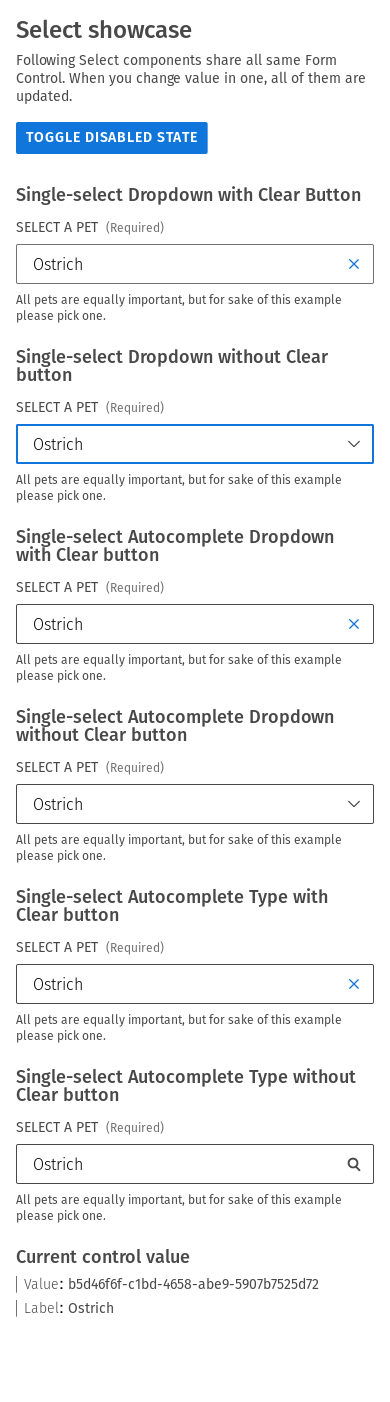 Select showcase
Following Select components share all same Form
Control. When you change value in one, all of them are
updated.
TOGGLE DISABLED STATE
Single-select Dropdown with Clear Button
SELECT A PET (Required)
Ostrich
All pets are equally important, but for sake of this example
please pick one.
Single-select Dropdown without Clear
button
SELECT A PET (Required)
Ostrich
All pets are equally important, but for sake of this example
please pick one.
Single-select Autocomplete Dropdown
with Clear button
SELECT A PET (Required)
Ostrich
All pets are equally important, but for sake of this example
please pick one.
Single-select Autocomplete Dropdown
without Clear button
SELECT A PET (Required)
Ostrich
All pets are equally important, but for sake of this example
please pick one.
Single-select Autocomplete Type with
Clear button
SELECT A PET (Required)
Ostrich
All pets are equally important, but for sake of this example
please pick one.
Single-select Autocomplete Type without
Clear button
SELECT A PET (Required)
Ostrich
All pets are equally important, but for sake of this example
please pick one.
Current control value
Value: b5d46f6f-c1bd-4658-abe9-5907b7525d72
Label: Ostrich